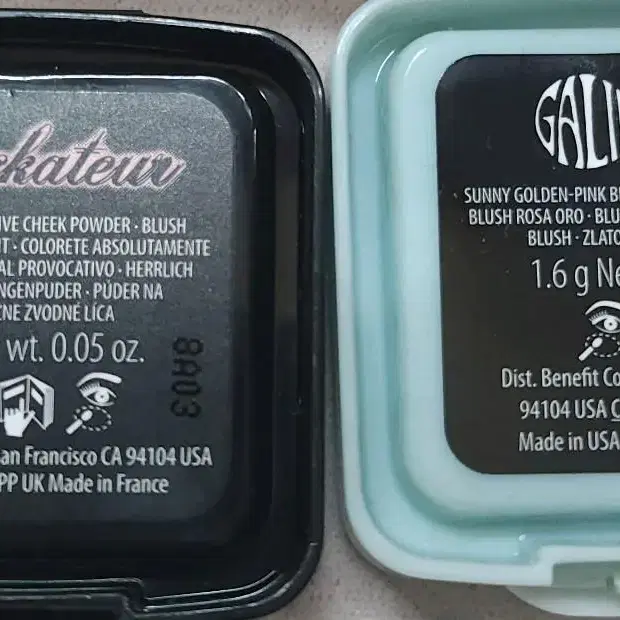 ckateur
IVE CHEEK POWDER · BLUSH
T · COLORETE ABSOLUTAMENTE
AL PROVOCATIVO · HERRLICH
NGENPUDER · PÚDER NA
CNE ZVODNÉ LÍCA
wt. 0.05 oz.
8A03
an Francisco CA 94104 USA
PP UK Made in France
GALI
SUNNY GOLDEN-PINK B
BLUSH ROSA ORO · BLU
BLUSH · ZLATO
1.6 g Ne
Dist. Benefit Co
94104 USA C
Made in USA